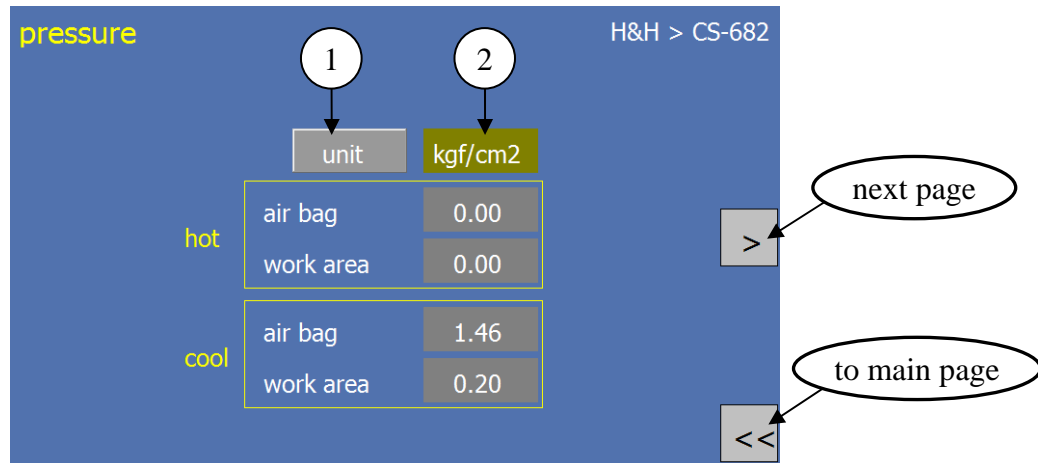 pressure
H&H > CS-682
1
2
unit
kgf/cm2
next page
hot
air bag
0.00
work area
0.00
>
cool
air bag
1.46
work area
0.20
to main page
<<